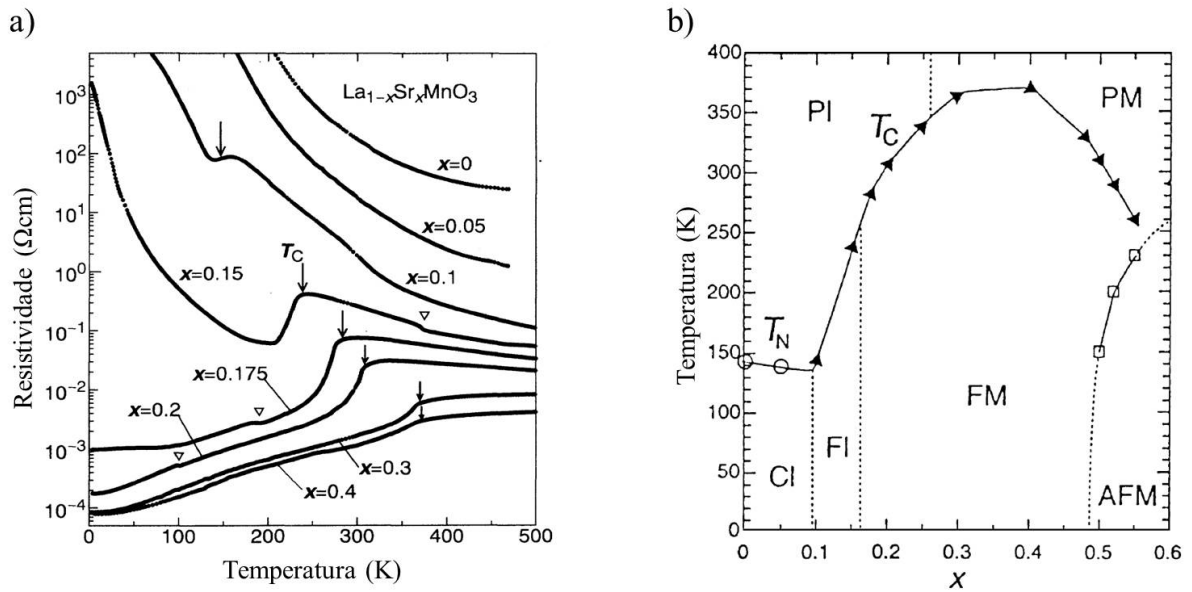 a)
La₁₋ₓSrₓMnO₃
Resistividade (Ωcm)
10³
10²
10¹
10⁰
10⁻¹
10⁻²
10⁻³
10⁻⁴
x=0
x=0.05
x=0.1
x=0.15
T_C
x=0.175
x=0.2
x=0.3
x=0.4
0 100 200 300 400 500
Temperatura (K)
b)
Temperatura (K)
400
350
300
250
200
150
100
50
0
PI
PM
T_C
T_N
FM
CI
FI
AFM
0 0.1 0.2 0.3 0.4 0.5 0.6
x